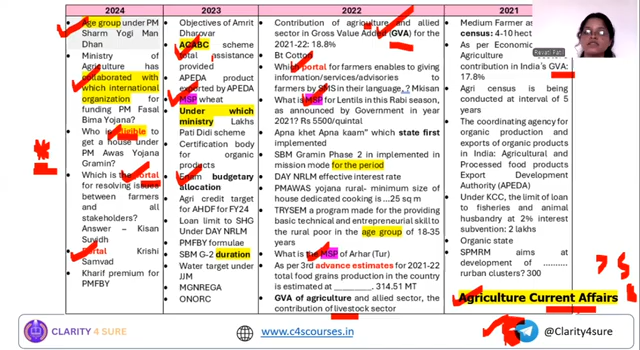 2024
Age group under PM
Sharm Yogi Man
Dhan
Ministry of
Agriculture has
collaborated with
which international
organization for
funding PM Fasal
Bima Yojana?
Who is eligible to
get a house under
PM Awas Yojana
Gramin?
Which is the portal
for resolving issues
between farmers
and all
stakeholders?
Answer – Kisan
Suvidh
Portal Krishi
Samvad
Kharif premium for
PMFBY
2023
Objectives of Amrit
Dharovar
ACABC scheme
total assistance
provided
APEDA product
exported by APEDA
MSP wheat
Under which
ministry Lakhs
Pati Didi scheme
Certification body
for organic
products
Enam budgetary
allocation
Agri credit target
for AHDF for FY24
Loan limit to SHG
Under DAY NRLM
PMFBY formulae
SBM G-2 duration
Water target under
JJM
MGNREGA
ONORC
2022
Contribution of agriculture and allied
sector in Gross Value Added (GVA) for
the 2021-22: 18.8%
Bt Cottons
Which portal for farmers enables to giving
information/services/advisories to
farmers by SMS in their language,? Mkisan
What is MSP for Lentils in this Rabi season,
as announced by Government in year
2021? Rs 5500/quintal
Apna khet Apna kaam" which state first
implemented
SBM Gramin Phase 2 in implemented in
mission mode for the period
DAY NRLM effective interest rate
PMAWAS yojana rural- minimum size of
house dedicated cooking is ...25 sq m
TRYSEM a program made for the providing
basic technical and entrepreneurial skill to
the rural poor in the age group of 18-35
years
What is the MSP of Arhar (Tur)
As per 3rd advance estimates for 2021-22
total food grains production in the country
is estimated at ________. 314.51 MT
GVA of agriculture and allied sector, the
contribution of livestock sector
2021
Medium Farmer as
census: 4-10 hect
As per Economic
Agriculture
contribution in India's GVA:
17.8%
Agri census is
being conducted at interval of 5
years
The coordinating agency for
organic production and
exports of organic products
in India: Agricultural and
Processed food products
Export Development
Authority (APEDA)
Under KCC, the limit of loan
to fisheries and animal
husbandry at 2% interest
subvention: 2 lakhs
Organic state
SPMRM aims at
development of ..........
rurban clusters? 300
Agriculture Current Affairs
CLARITY 4 SURE
www.c4scourses.in
@Clarity4sure